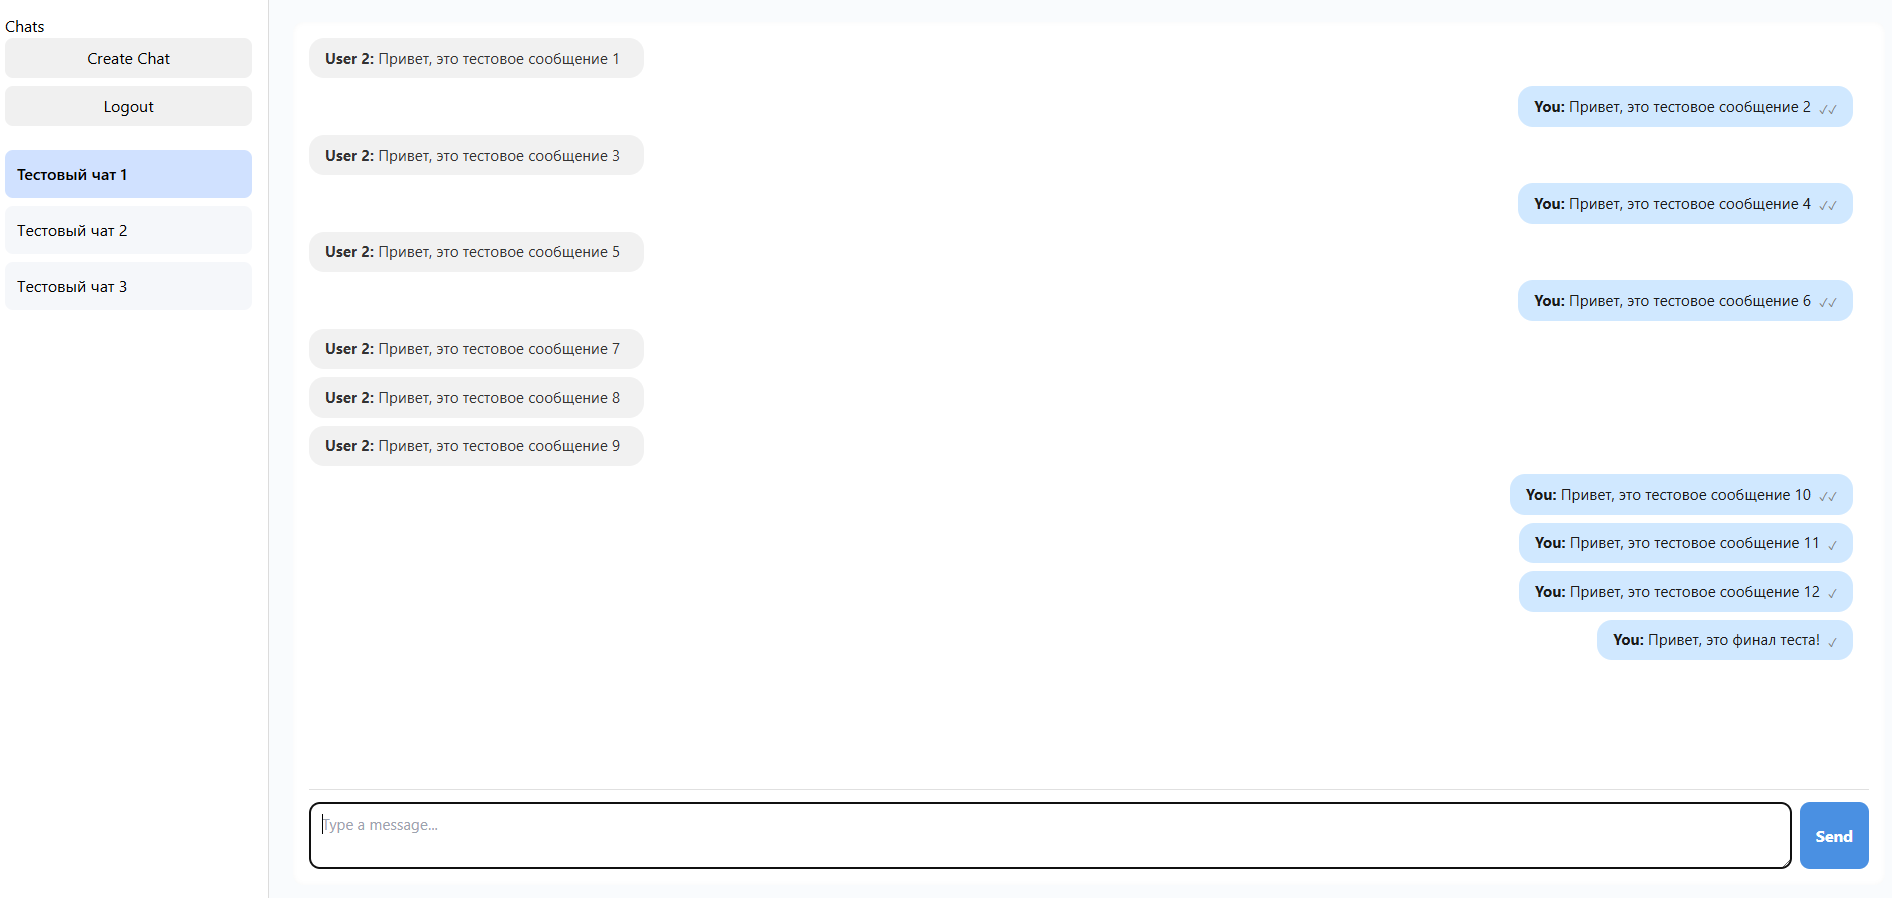 Chats
Create Chat
Logout
Тестовый чат 1
Тестовый чат 2
Тестовый чат 3
User 2: Привет, это тестовое сообщение 1
You: Привет, это тестовое сообщение 2 ✓✓
User 2: Привет, это тестовое сообщение 3
You: Привет, это тестовое сообщение 4 ✓✓
User 2: Привет, это тестовое сообщение 5
You: Привет, это тестовое сообщение 6 ✓✓
User 2: Привет, это тестовое сообщение 7
User 2: Привет, это тестовое сообщение 8
User 2: Привет, это тестовое сообщение 9
You: Привет, это тестовое сообщение 10 ✓✓
You: Привет, это тестовое сообщение 11 ✓
You: Привет, это тестовое сообщение 12 ✓
You: Привет, это финал теста! ✓
Type a message...
Send